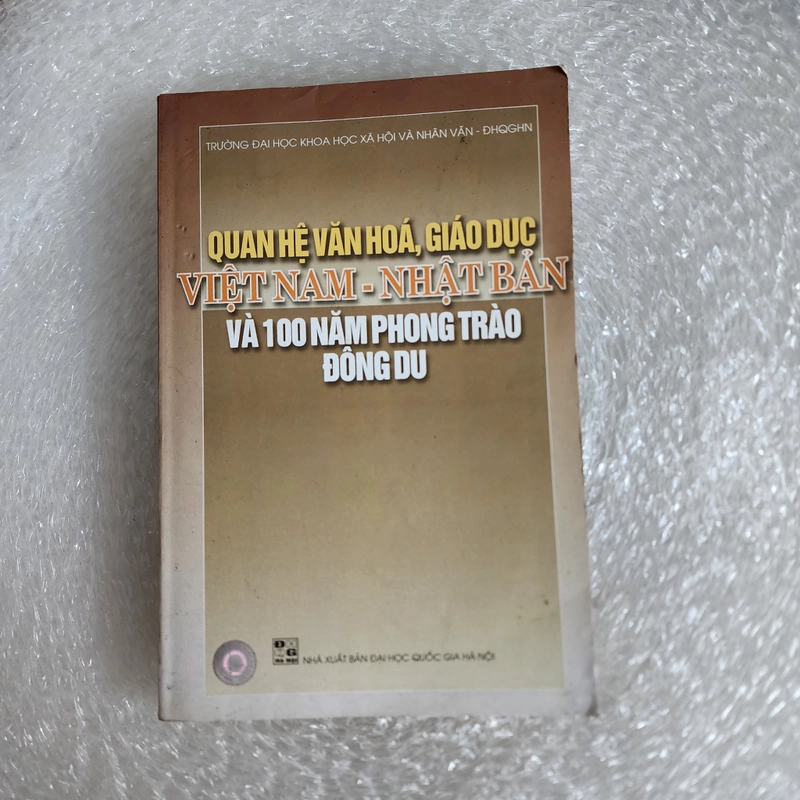 TRƯỜNG ĐẠI HỌC KHOA HỌC XÃ HỘI VÀ NHÂN VĂN - ĐHQGHN
QUAN HỆ VĂN HOÁ, GIÁO DỤC
VIỆT NAM - NHẬT BẢN
VÀ 100 NĂM PHONG TRÀO
ĐÔNG DU
NHÀ XUẤT BẢN ĐẠI HỌC QUỐC GIA HÀ NỘI